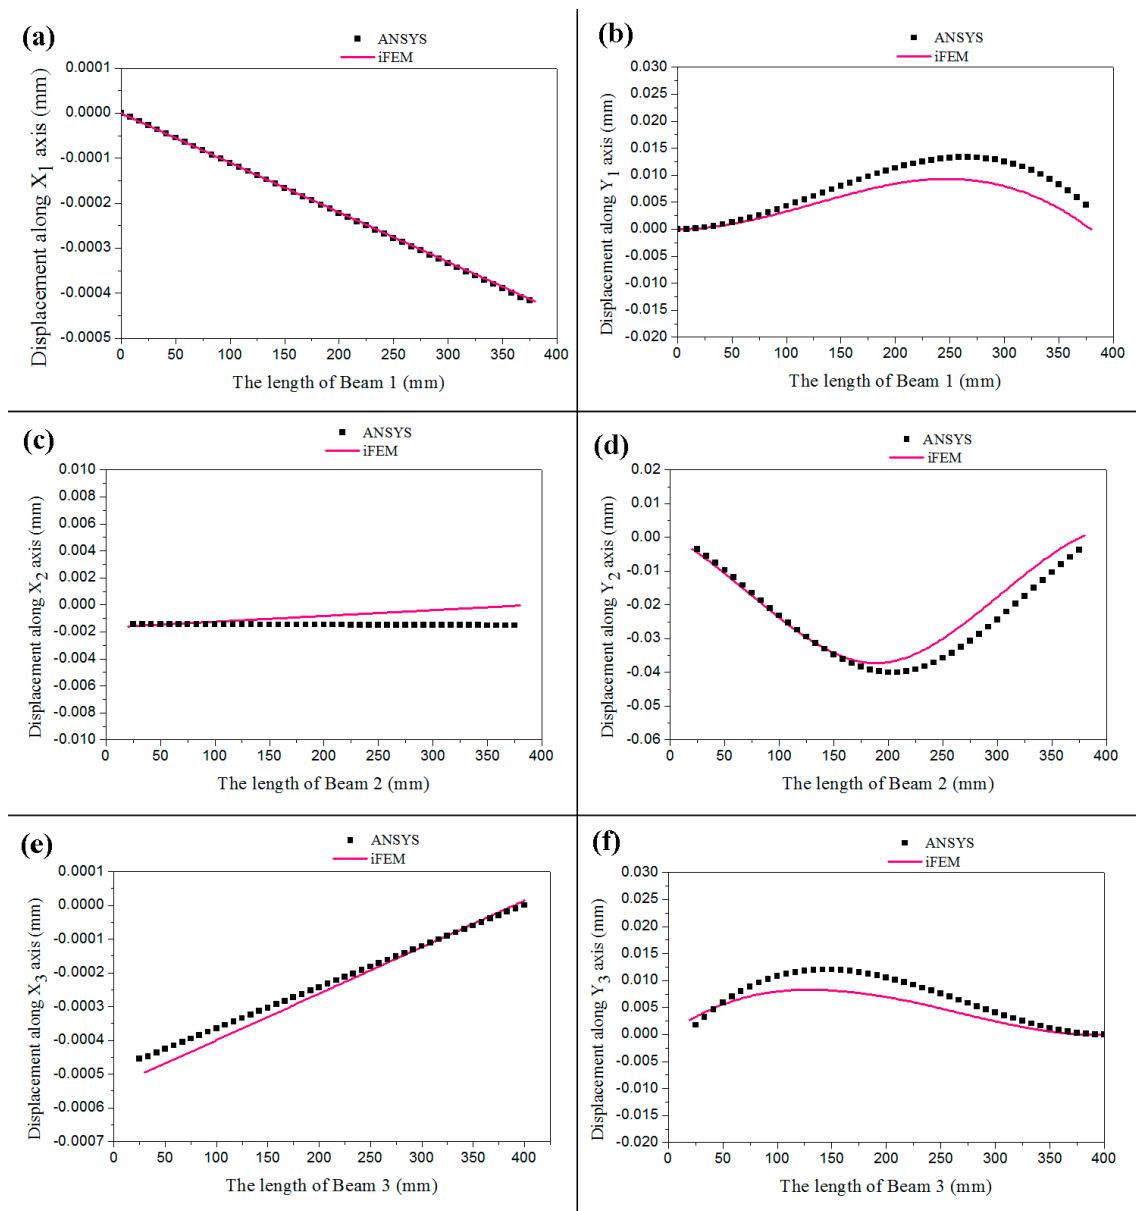 (a)
ANSYS
iFEM
Displacement along X1 axis (mm)
0.0001
0.0000
-0.0001
-0.0002
-0.0003
-0.0004
-0.0005
0 50 100 150 200 250 300 350 400
The length of Beam 1 (mm)
(b)
ANSYS
iFEM
Displacement along Y1 axis (mm)
0.030
0.025
0.020
0.015
0.010
0.005
0.000
-0.005
-0.010
-0.015
-0.020
0 50 100 150 200 250 300 350 400
The length of Beam 1 (mm)
(c)
ANSYS
iFEM
Displacement along X2 axis (mm)
0.010
0.008
0.006
0.004
0.002
0.000
-0.002
-0.004
-0.006
-0.008
-0.010
0 50 100 150 200 250 300 350 400
The length of Beam 2 (mm)
(d)
ANSYS
iFEM
Displacement along Y2 axis (mm)
0.02
0.00
-0.01
-0.02
-0.03
-0.04
-0.05
-0.06
0 50 100 150 200 250 300 350 400
The length of Beam 2 (mm)
(e)
ANSYS
iFEM
Displacement along X3 axis (mm)
0.0001
0.0000
-0.0001
-0.0002
-0.0003
-0.0004
-0.0005
-0.0006
-0.0007
0 50 100 150 200 250 300 350 400
The length of Beam 3 (mm)
(f)
ANSYS
iFEM
Displacement along Y3 axis (mm)
0.030
0.025
0.020
0.015
0.010
0.005
0.000
-0.005
-0.010
-0.015
-0.020
0 50 100 150 200 250 300 350 400
The length of Beam 3 (mm)